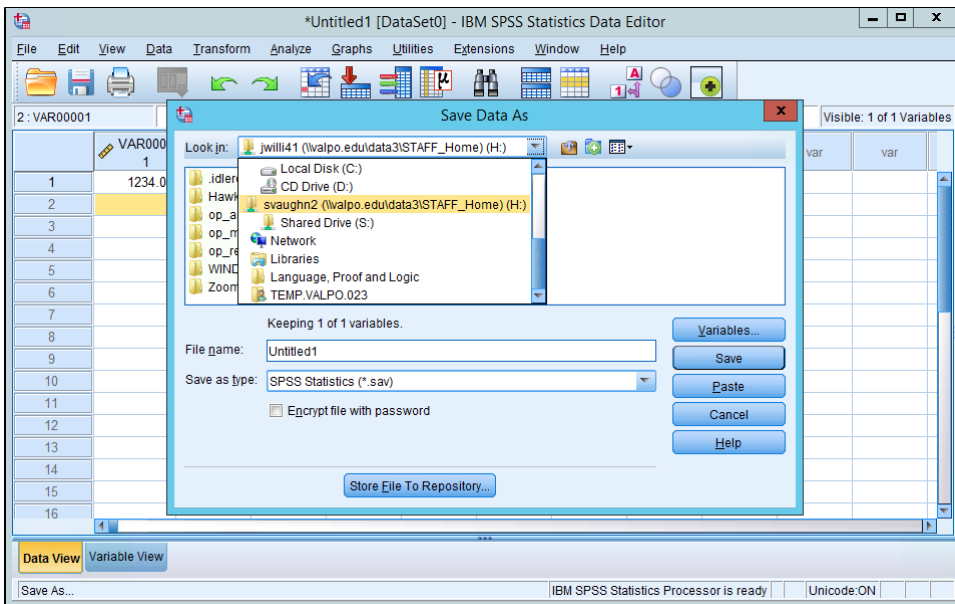 *Untitled1 [DataSet0] - IBM SPSS Statistics Data Editor
File Edit View Data Transform Analyze Graphs Utilities Extensions Window Help
2 : VAR00001
Visible: 1 of 1 Variables
VAR000
1
var
var
1 1234.0
2
3
4
5
6
7
8
9
10
11
12
13
14
15
16
Save Data As
Look in: jwilli41 (\\valpo.edu\data3\STAFF_Home) (H:)
Local Disk (C:)
CD Drive (D:)
svaughn2 (\\valpo.edu\data3\STAFF_Home) (H:)
Shared Drive (S:)
Network
Libraries
Language, Proof and Logic
TEMP.VALPO.023
.idler
Hawk
op_a
op_m
op_re
WIND
Zoom
Keeping 1 of 1 variables.
File name: Untitled1
Save as type: SPSS Statistics (*.sav)
Encrypt file with password
Variables...
Save
Paste
Cancel
Help
Store File To Repository...
Data View Variable View
Save As...
IBM SPSS Statistics Processor is ready
Unicode:ON